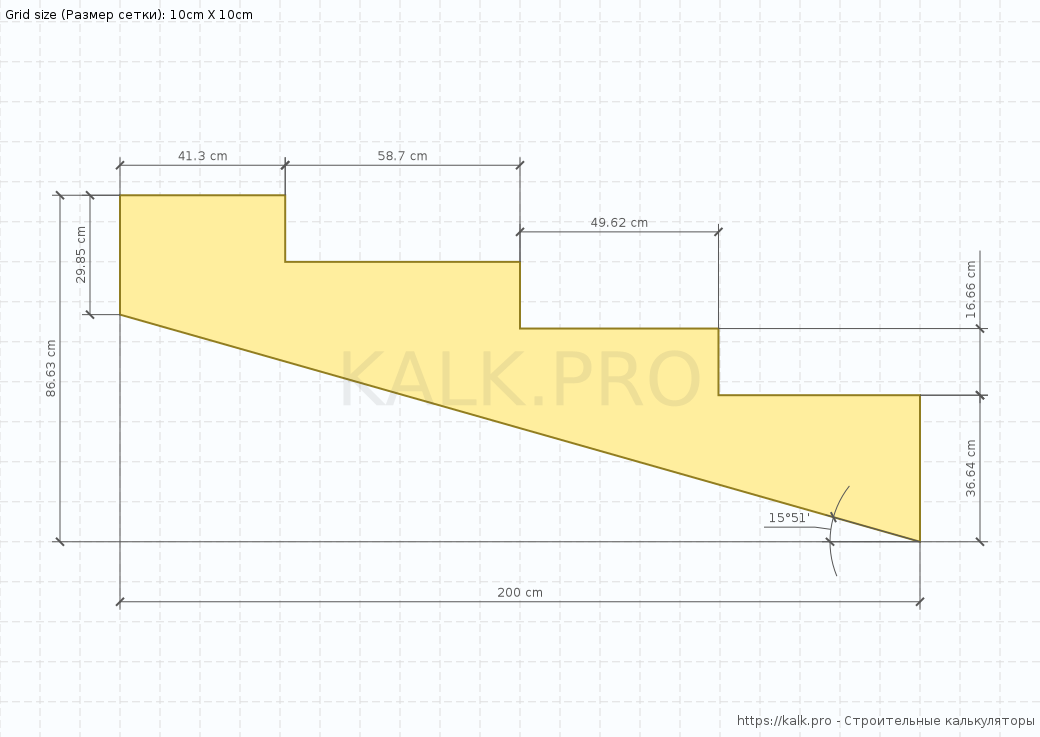 Grid size (Размер сетки): 10cm X 10cm
41.3 cm
58.7 cm
49.62 cm
29.85 cm
16.66 cm
86.63 cm
KALK.PRO
36.64 cm
15°51'
200 cm
https://kalk.pro - Строительные калькуляторы